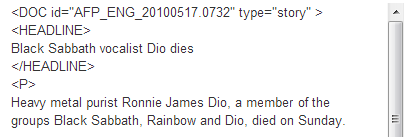 <DOC id="AFP_ENG_20100517.0732" type="story" >
<HEADLINE>
Black Sabbath vocalist Dio dies
</HEADLINE>
<P>
Heavy metal purist Ronnie James Dio, a member of the
groups Black Sabbath, Rainbow and Dio, died on Sunday.